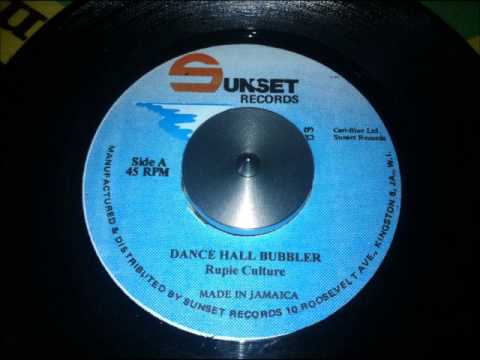 SUNSET
RECORDS
Side A
45 RPM
Cari-Blue Ltd.
Sunset Records
DANCE HALL BUBBLER
Rupie Culture
MADE IN JAMAICA
MANUFACTURED & DISTRIBUTED BY SUNSET RECORDS 10 ROOSEVELT AVE., KINGSTON 6, JA., W.I.